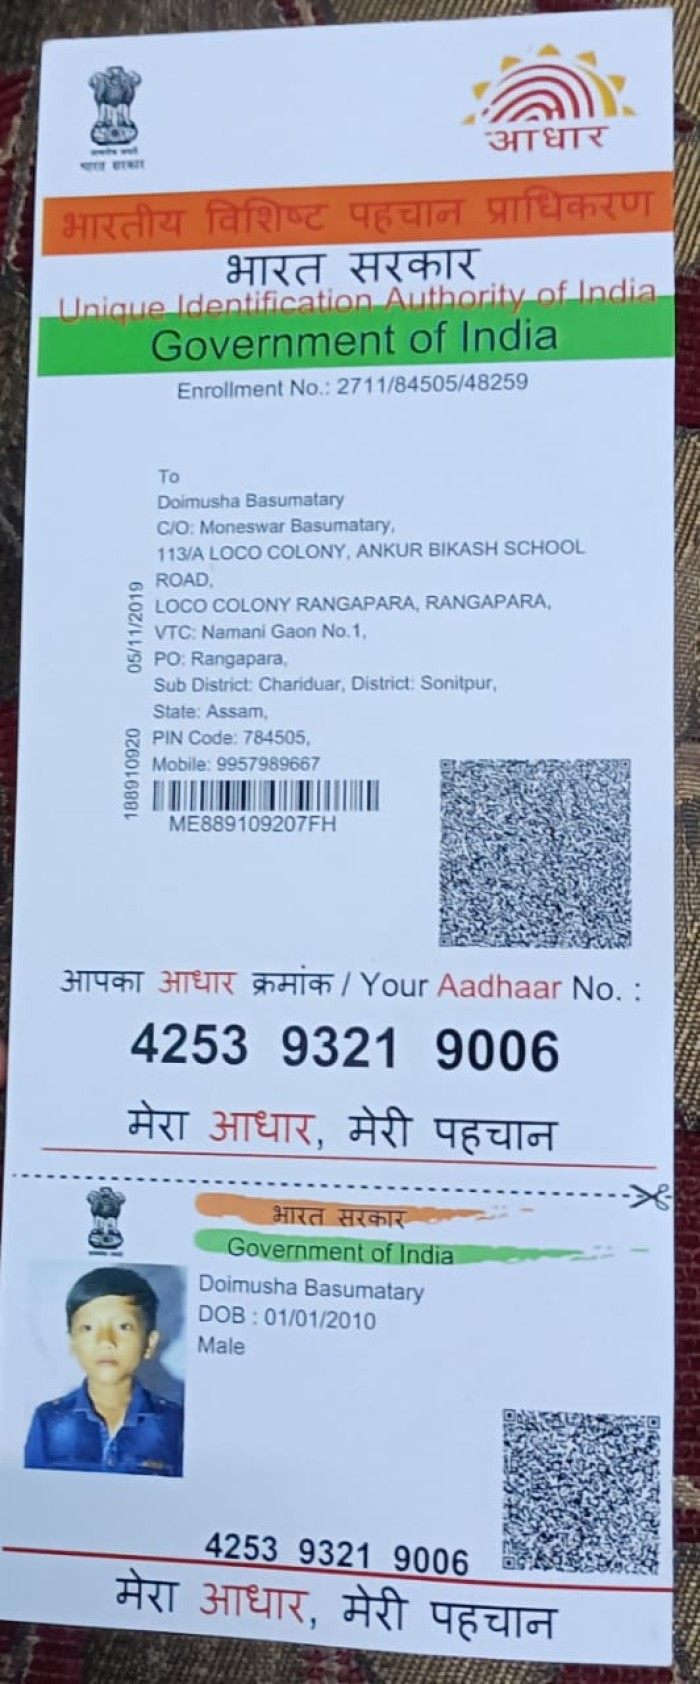 सत्यमेव जयते
भारत सरकार
आधार
भारतीय विशिष्ट पहचान प्राधिकरण
भारत सरकार
Unique Identification Authority of India
Government of India
Enrollment No.: 2711/84505/48259
To
Doimusha Basumatary
C/O: Moneswar Basumatary,
113/A LOCO COLONY, ANKUR BIKASH SCHOOL
ROAD,
LOCO COLONY RANGAPARA, RANGAPARA,
VTC: Namani Gaon No.1,
PO: Rangapara,
Sub District: Chariduar, District: Sonitpur,
State: Assam,
PIN Code: 784505,
Mobile: 9957989667
188910920 05/11/2019
ME889109207FH
आपका आधार क्रमांक / Your Aadhaar No. :
4253 9321 9006
मेरा आधार, मेरी पहचान
भारत सरकार
Government of India
Doimusha Basumatary
DOB : 01/01/2010
Male
4253 9321 9006
मेरा आधार, मेरी पहचान